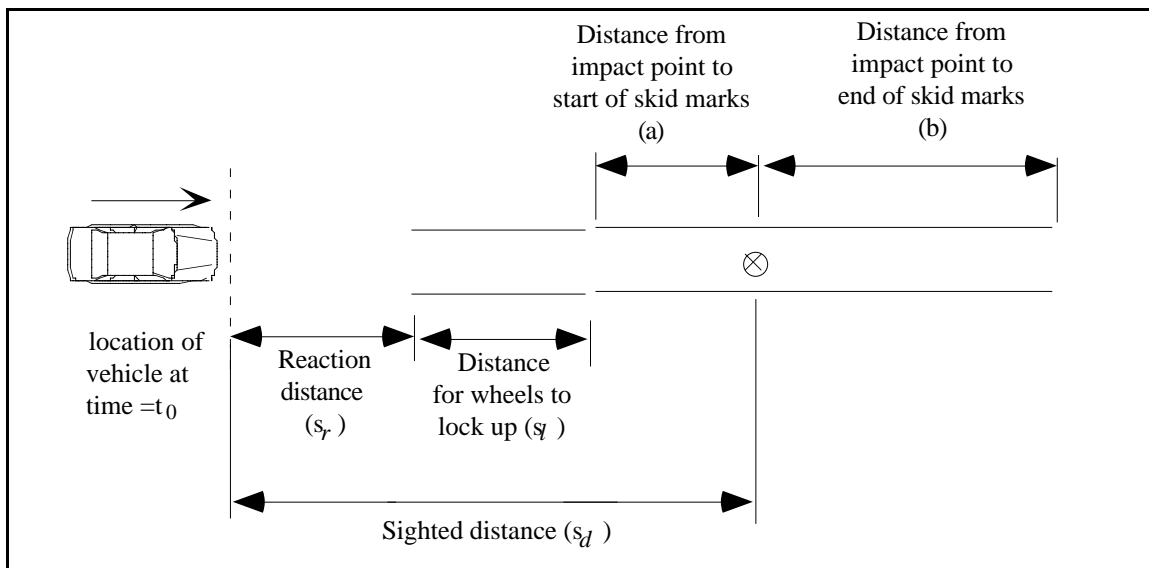 Distance from
impact point to
start of skid marks
(a)
Distance from
impact point to
end of skid marks
(b)
location of
vehicle at
time =t0
Reaction
distance
(sr )
Distance
for wheels to
lock up (sl )
Sighted distance (sd )